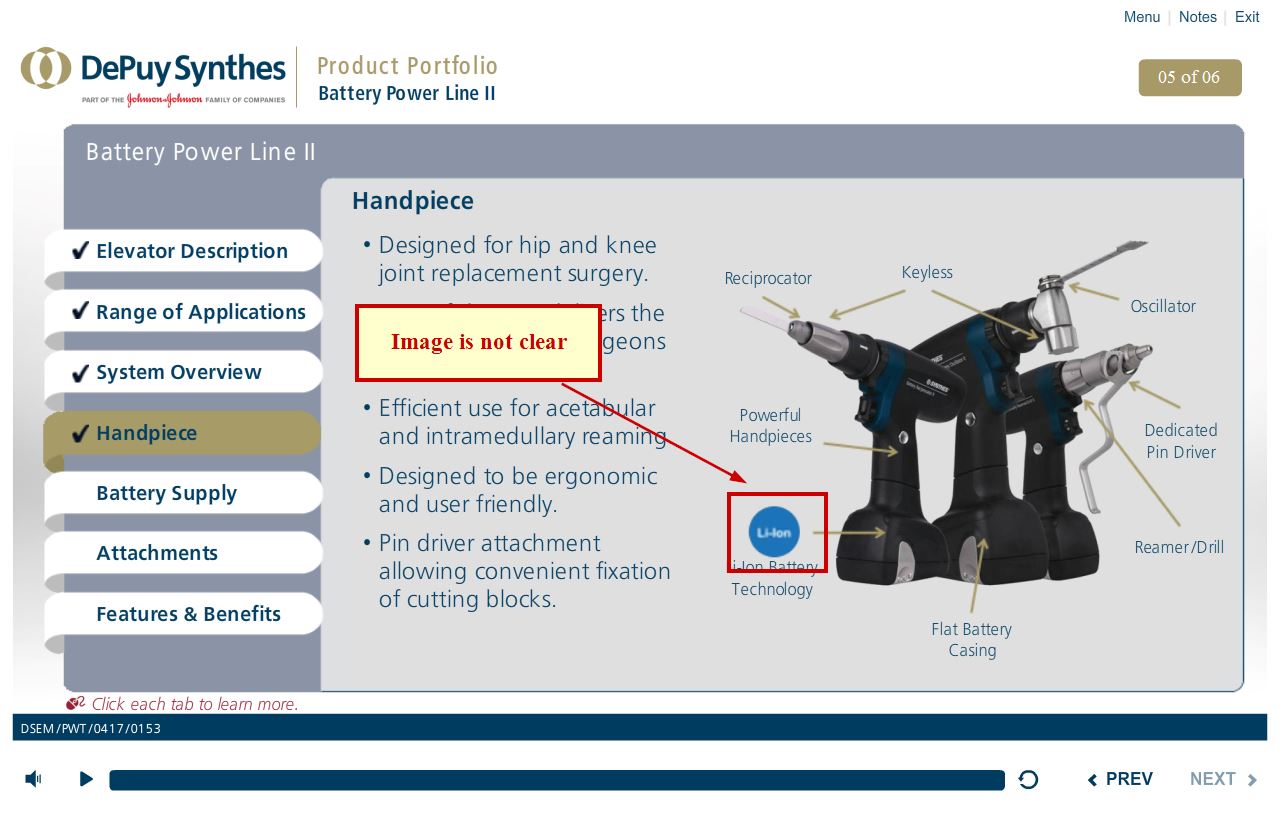 Menu | Notes | Exit
DePuy Synthes
PART OF THE Johnson & Johnson FAMILY OF COMPANIES
Product Portfolio
Battery Power Line II
05 of 06
Battery Power Line II
Elevator Description
Range of Applications
System Overview
Handpiece
Battery Supply
Attachments
Features & Benefits
Handpiece
• Designed for hip and knee
joint replacement surgery.
the
geons
Image is not clear
• Efficient use for acetabular
and intramedullary reaming
• Designed to be ergonomic
and user friendly.
• Pin driver attachment
allowing convenient fixation
of cutting blocks.
Reciprocator
Keyless
Oscillator
Powerful
Handpieces
Dedicated
Pin Driver
Li-Ion
Li-Ion Battery
Technology
Reamer/Drill
Flat Battery
Casing
SYNTHES
Click each tab to learn more.
DSEM/PWT/0417/0153
PREV
NEXT